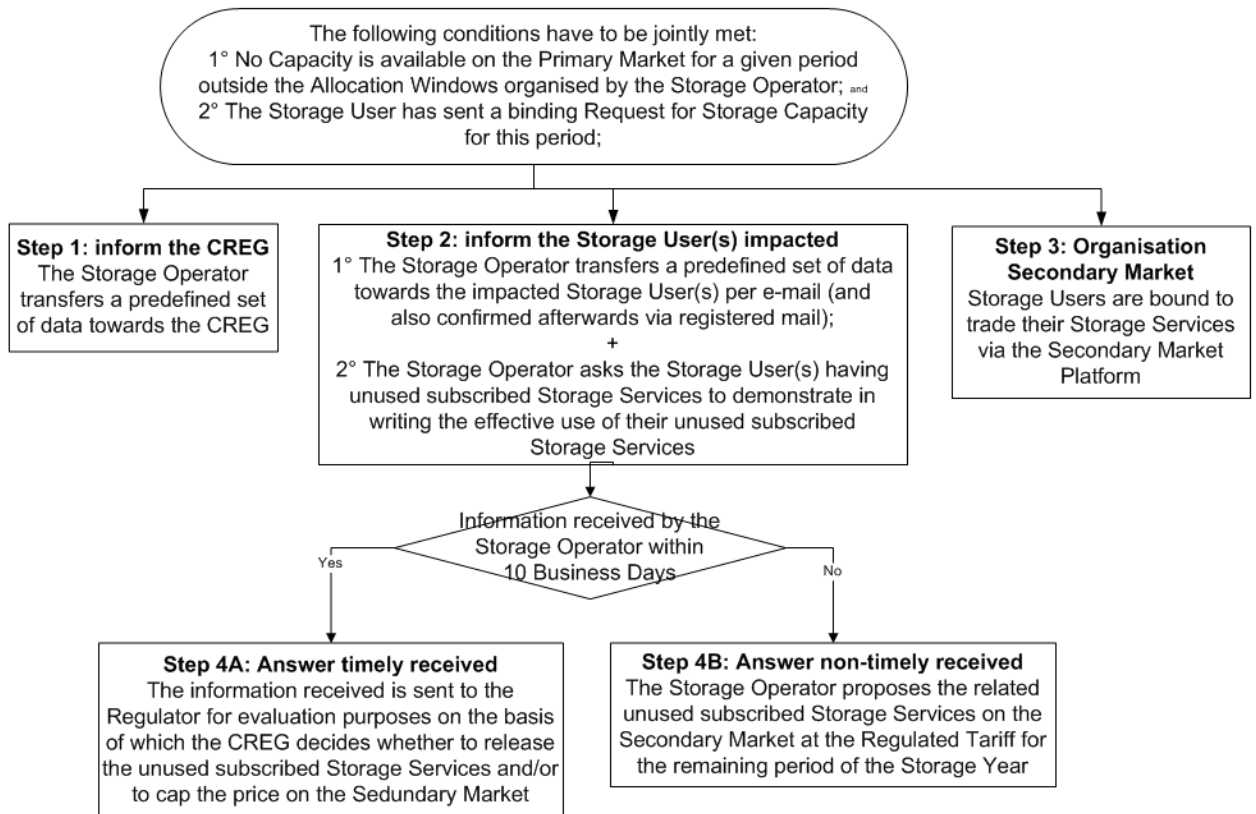 The following conditions have to be jointly met:
1° No Capacity is available on the Primary Market for a given period
outside the Allocation Windows organised by the Storage Operator; and
2° The Storage User has sent a binding Request for Storage Capacity
for this period;
Step 1: inform the CREG
The Storage Operator
transfers a predefined set
of data towards the CREG
Step 2: inform the Storage User(s) impacted
1° The Storage Operator transfers a predefined set of data
towards the impacted Storage User(s) per e-mail (and
also confirmed afterwards via registered mail);
+
2° The Storage Operator asks the Storage User(s) having
unused subscribed Storage Services to demonstrate in
writing the effective use of their unused subscribed
Storage Services
Step 3: Organisation
Secondary Market
Storage Users are bound to
trade their Storage Services
via the Secondary Market
Platform
Information received by the
Storage Operator within
10 Business Days
Yes
No
Step 4A: Answer timely received
The information received is sent to the
Regulator for evaluation purposes on the basis
of which the CREG decides whether to release
the unused subscribed Storage Services and/or
to cap the price on the Sedundary Market
Step 4B: Answer non-timely received
The Storage Operator proposes the related
unused subscribed Storage Services on the
Secondary Market at the Regulated Tariff for
the remaining period of the Storage Year